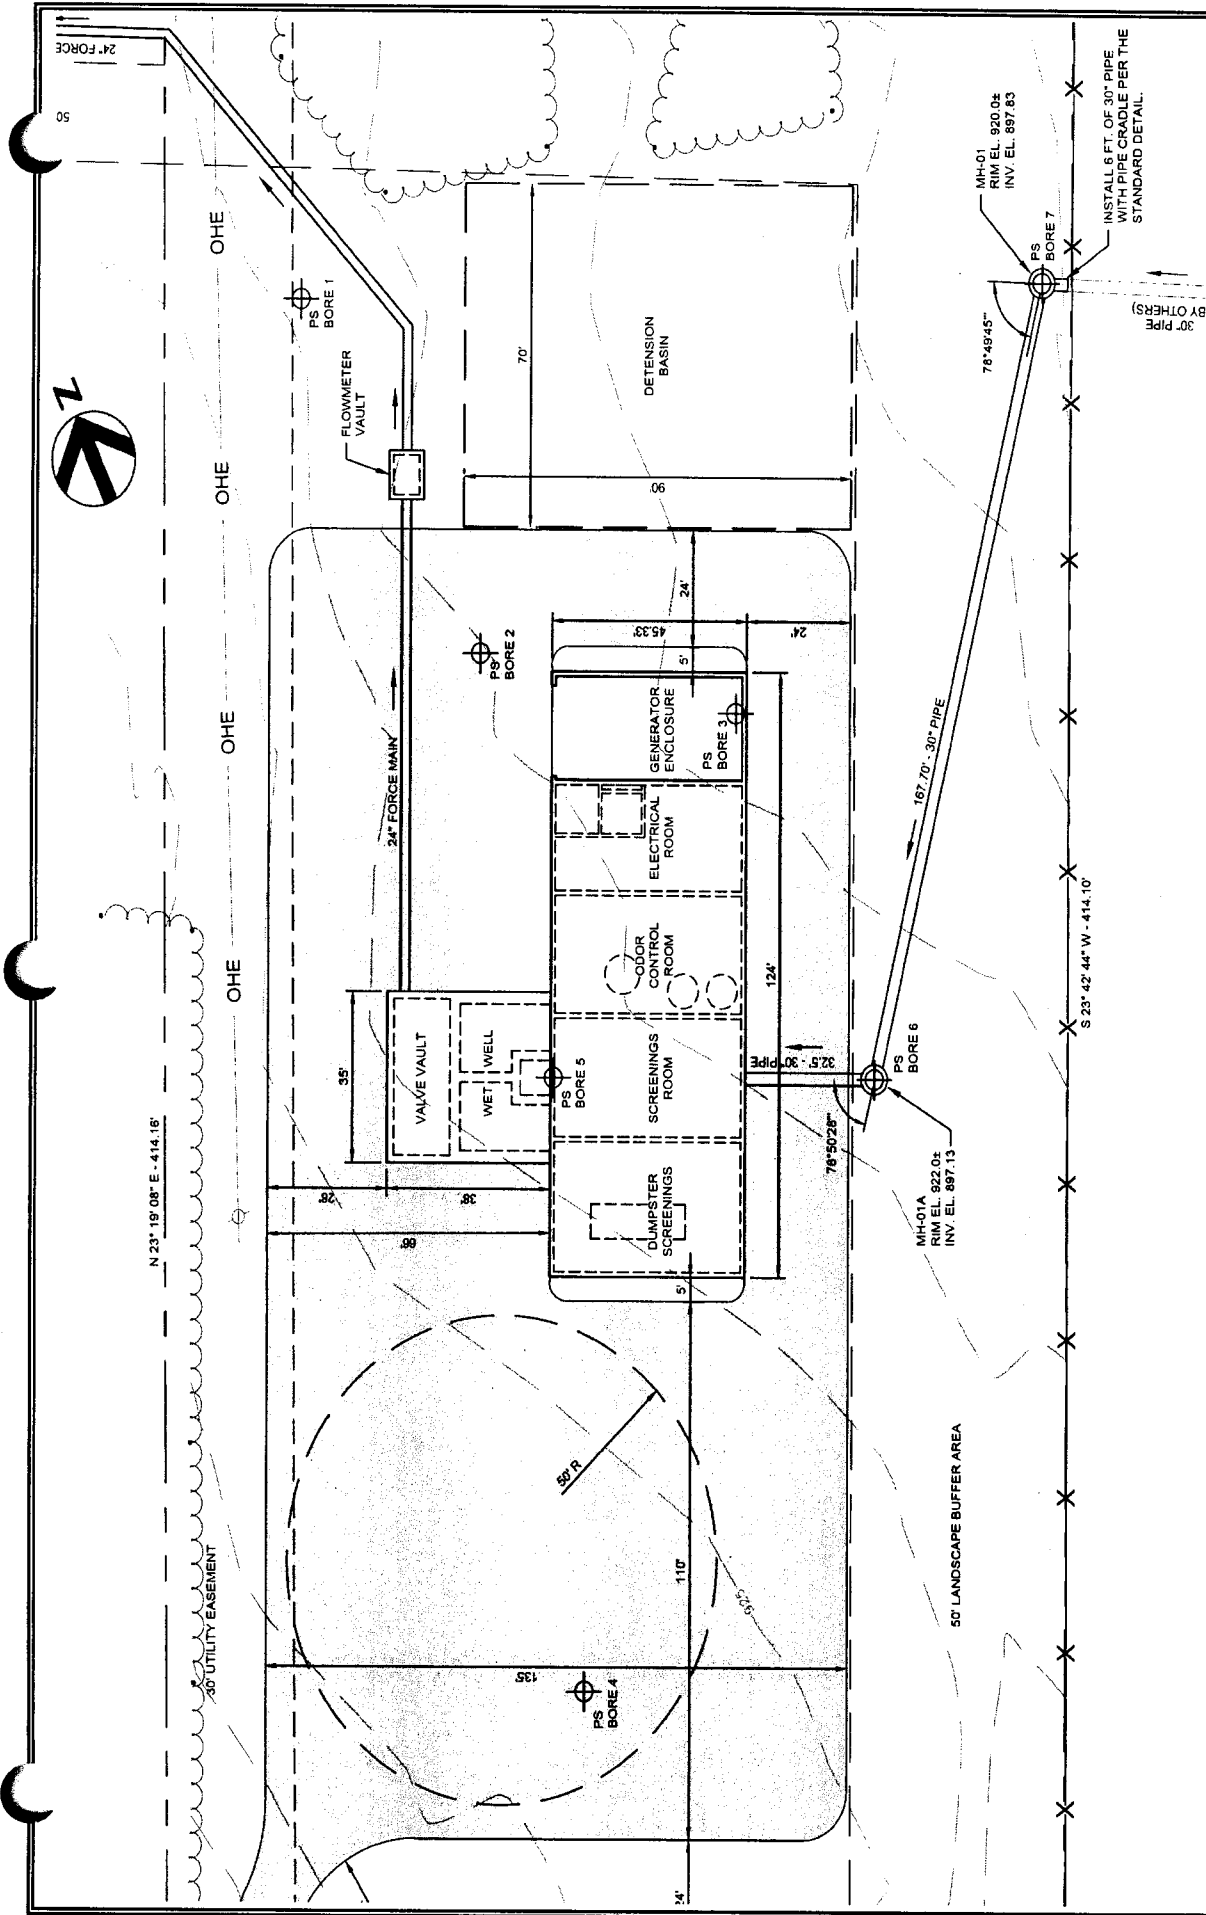 24" FORCE
50
N
OHE
OHE
OHE
OHE
PS
BORE 1
FLOWMETER
VAULT
70'
DETENSION
BASIN
90'
MH-01
RIM EL. 920.0±
INV. EL. 897.83
PS
BORE 7
INSTALL 6 FT. OF 30" PIPE
WITH PIPE CRADLE PER THE
STANDARD DETAIL.
30" PIPE
BY OTHERS)
78°49'45"
24" FORCE MAIN
PS
BORE 2
45.33'
24'
5'
24'
GENERATOR
ENCLOSURE
PS
BORE 3
ELECTRICAL
ROOM
ODOR
CONTROL
ROOM
SCREENINGS
ROOM
DUMPSTER
SCREENINGS
124'
167.70' - 30" PIPE
S 23° 42' 44" W - 414.10'
35'
VALVE VAULT
WET
WELL
PS
BORE 5
32.5' - 30" PIPE
PS
BORE 6
78°50'28"
MH-01A
RIM EL. 922.0±
INV. EL. 897.13
N 23° 19' 08" E - 414.16'
38'
66'
5'
30' UTILITY EASEMENT
50' R
110'
925
135'
PS
BORE 4
50' LANDSCAPE BUFFER AREA